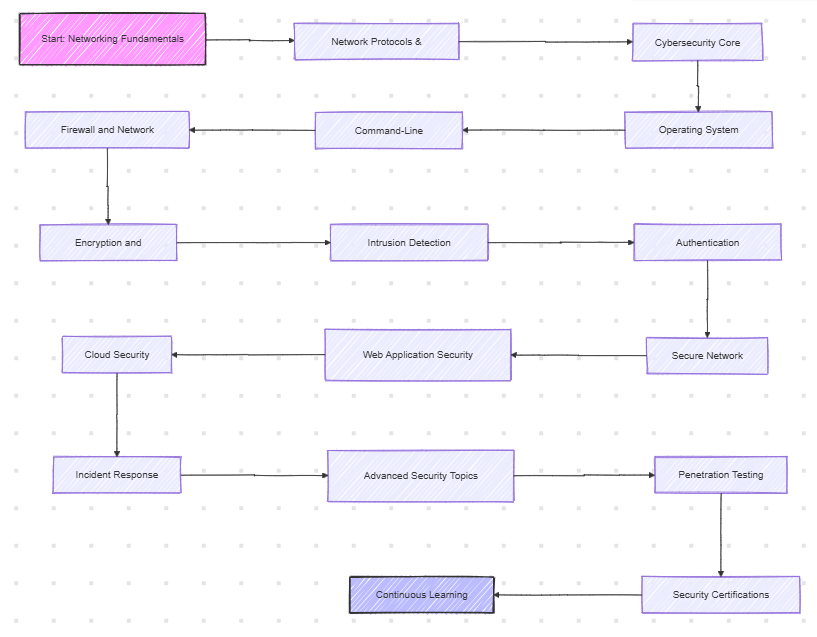 Start: Networking Fundamentals
Network Protocols &
Cybersecurity Core
Operating System
Command-Line
Firewall and Network
Encryption and
Intrusion Detection
Authentication
Secure Network
Web Application Security
Cloud Security
Incident Response
Advanced Security Topics
Penetration Testing
Security Certifications
Continuous Learning